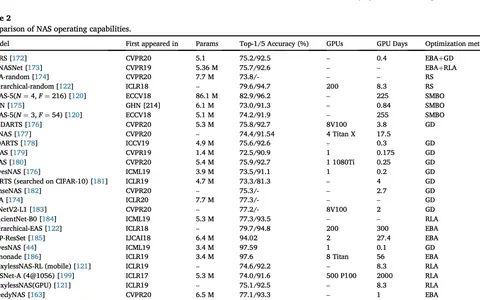 le 2
parison of NAS operating capabilities.
del First appeared in Params Top-1/5 Accuracy (%) GPUs GPU Days Optimization met
RS [172] CVPR20 5.1 75.2/92.5 – 0.4 EBA+GD
NASNet [173] CVPR19 5.36 M 75.7/92.6 – – EBA+RLA
A-random [174] CVPR20 7.7 M 73.8/- – – RS
erarchical-random [122] ICLR18 – 79.6/94.7 200 8.3 RS
AS-5(N = 4, F = 216) [120] ECCV18 86.1 M 82.9/96.2 – 225 SMBO
N [175] GHN [214] 6.1 M 73.0/91.3 – 0.84 SMBO
AS-5(N = 3, F = 54) [120] ECCV18 5.1 M 74.2/91.9 – 255 SMBO
DARTS [176] CVPR20 5.3 M 75.8/92.7 8V100 3.8 GD
NAS [177] CVPR20 – 74.4/91.54 4 Titan X 17.5
DARTS [178] ICCV19 4.9 M 75.6/92.6 – 0.3 GD
AS [179] CVPR19 1.4 M 72.5/90.9 1 0.175 GD
AS [180] CVPR20 5.4 M 75.9/92.7 1 1080Ti 0.25 GD
yesNAS [176] ICML19 3.9 M 73.5/91.1 1 0.2 GD
RTS (searched on CIFAR-10) [181] ICLR19 4.7 M 73.3/81.3 – 4 GD
nseNAS [182] CVPR20 – 75.3/- – 2.7 GD
A [174] ICLR20 7.7 M 77.3/- – – GD
NetV2-L1 [183] CVPR20 – 77.2/- 8V100 2 GD
cientNet-B0 [184] ICML19 5.3 M 77.3/93.5 – – RLA
erarchical-EAS [122] ICLR18 – 79.7/94.8 200 300 EBA
P-ResSet [185] IJCAI18 6.4 M 94.02 2 27.4 EBA
yesNAS [44] ICML19 3.4 M 97.59 1 0.1 GD
monade [186] ICLR19 3.4 M 97.6 8 Titan 56 EBA
oxylessNAS-RL (mobile) [121] ICLR19 – 74.6/92.2 – 8.3 RLA
SNet-A (4@1056) [199] ICLR17 5.3 M 74.0/91.6 500 P100 2000 RLA
oxylessNAS(GPU) [121] ICLR19 – 75.1/92.5 – 8.3 RLA
eedyNAS [163] CVPR20 6.5 M 77.1/93.3 – 1 EBA